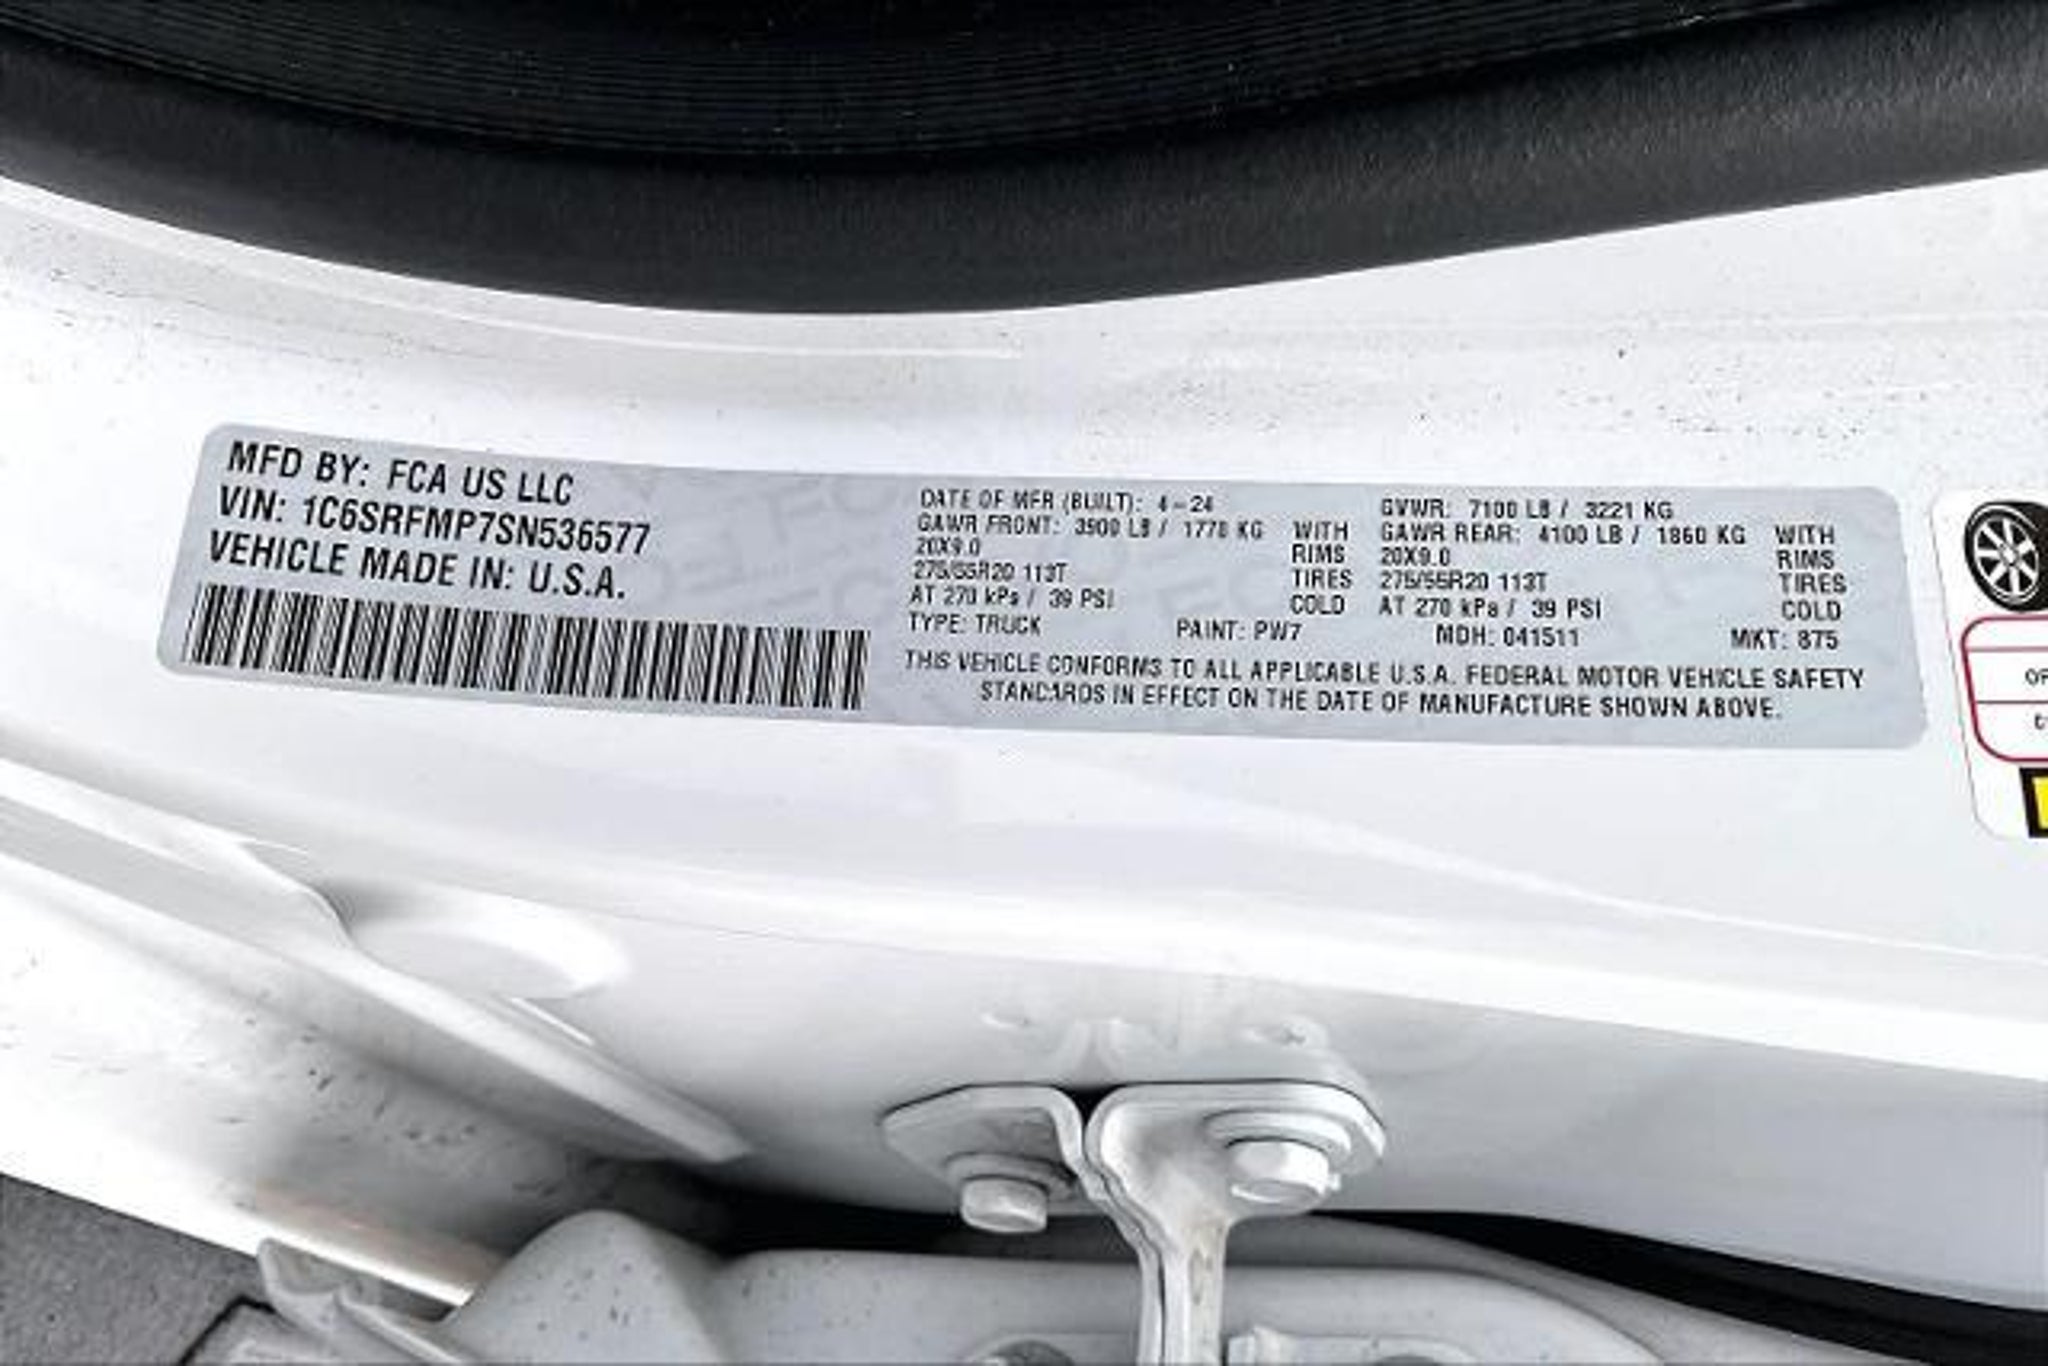 MFD BY: FCA US LLC
VIN: 1C6SRFMP7SN536577
VEHICLE MADE IN: U.S.A.
DATE OF MFR (BUILT): 4-24
GAWR FRONT: 3900 LB / 1770 KG WITH
20X9.0 RIMS
275/55R20 113T TIRES
AT 270 kPa / 39 PSI COLD
TYPE: TRUCK PAINT: PW7
GVWR: 7100 LB / 3221 KG
GAWR REAR: 4100 LB / 1860 KG WITH
20X9.0 RIMS
275/55R20 113T TIRES
AT 270 kPa / 39 PSI COLD
MDH: 041511 MKT: 875
THIS VEHICLE CONFORMS TO ALL APPLICABLE U.S.A. FEDERAL MOTOR VEHICLE SAFETY
STANDARDS IN EFFECT ON THE DATE OF MANUFACTURE SHOWN ABOVE.